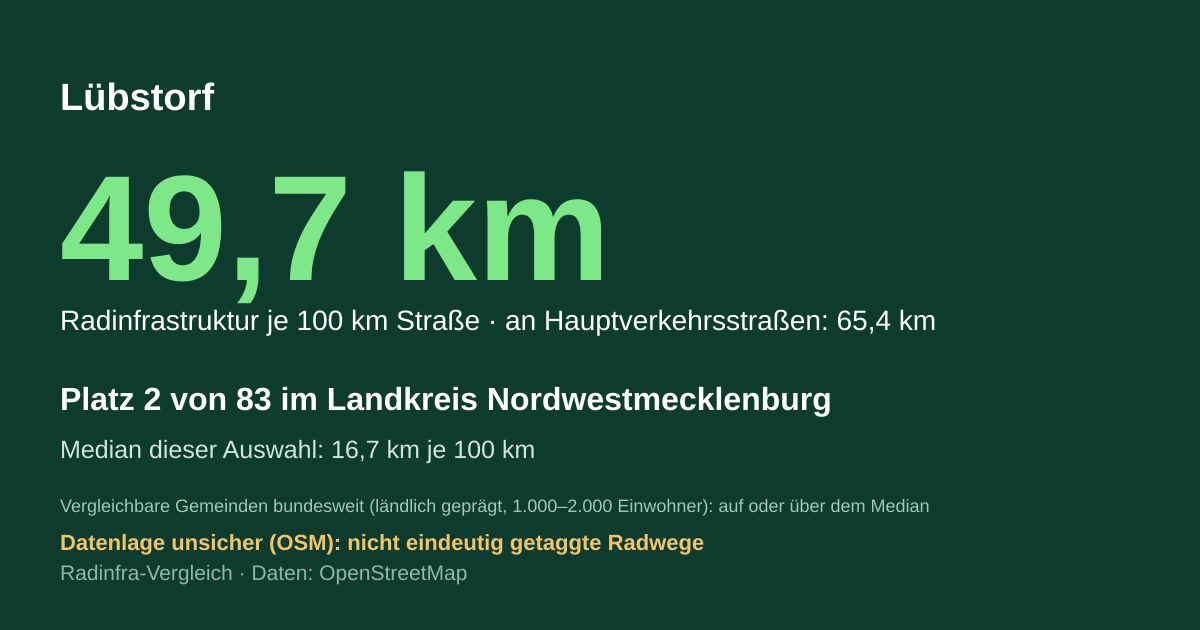 Lübstorf
49,7 km
Radinfrastruktur je 100 km Straße · an Hauptverkehrsstraßen: 65,4 km
Platz 2 von 83 im Landkreis Nordwestmecklenburg
Median dieser Auswahl: 16,7 km je 100 km
Vergleichbare Gemeinden bundesweit (ländlich geprägt, 1.000–2.000 Einwohner): auf oder über dem Median
Datenlage unsicher (OSM): nicht eindeutig getaggte Radwege
Radinfra-Vergleich · Daten: OpenStreetMap